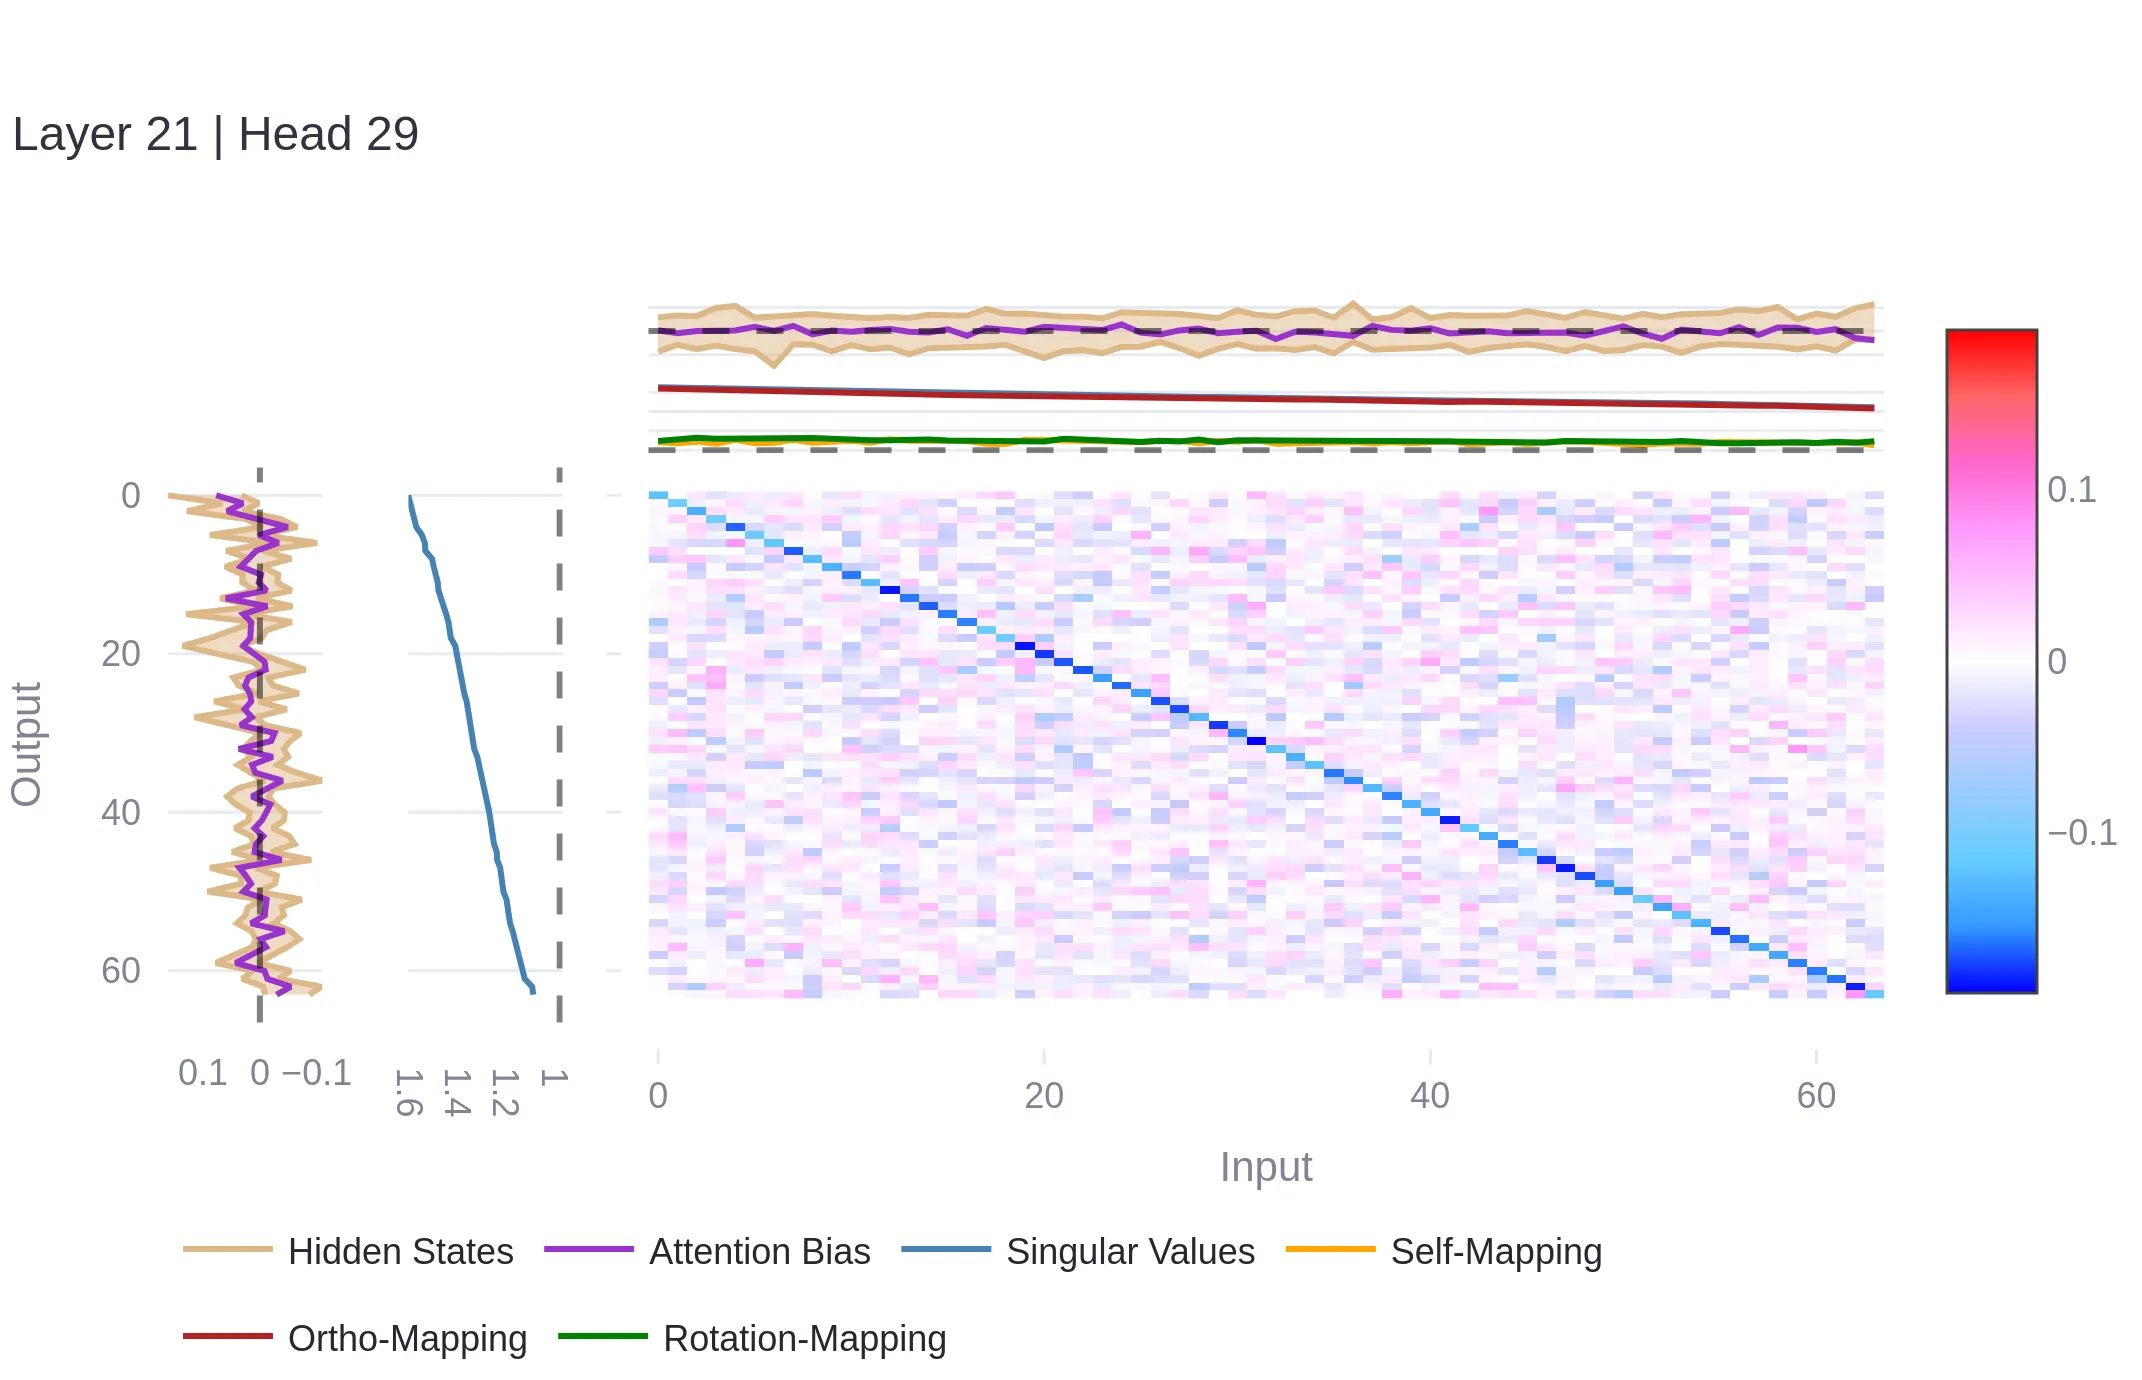 Layer 21 | Head 29
0
20
40
60
Output
0.1 0 −0.1
1.6
1.4
1.2
1
0 20 40 60
Input
0.1
0
−0.1
Hidden States Attention Bias Singular Values Self-Mapping
Ortho-Mapping Rotation-Mapping